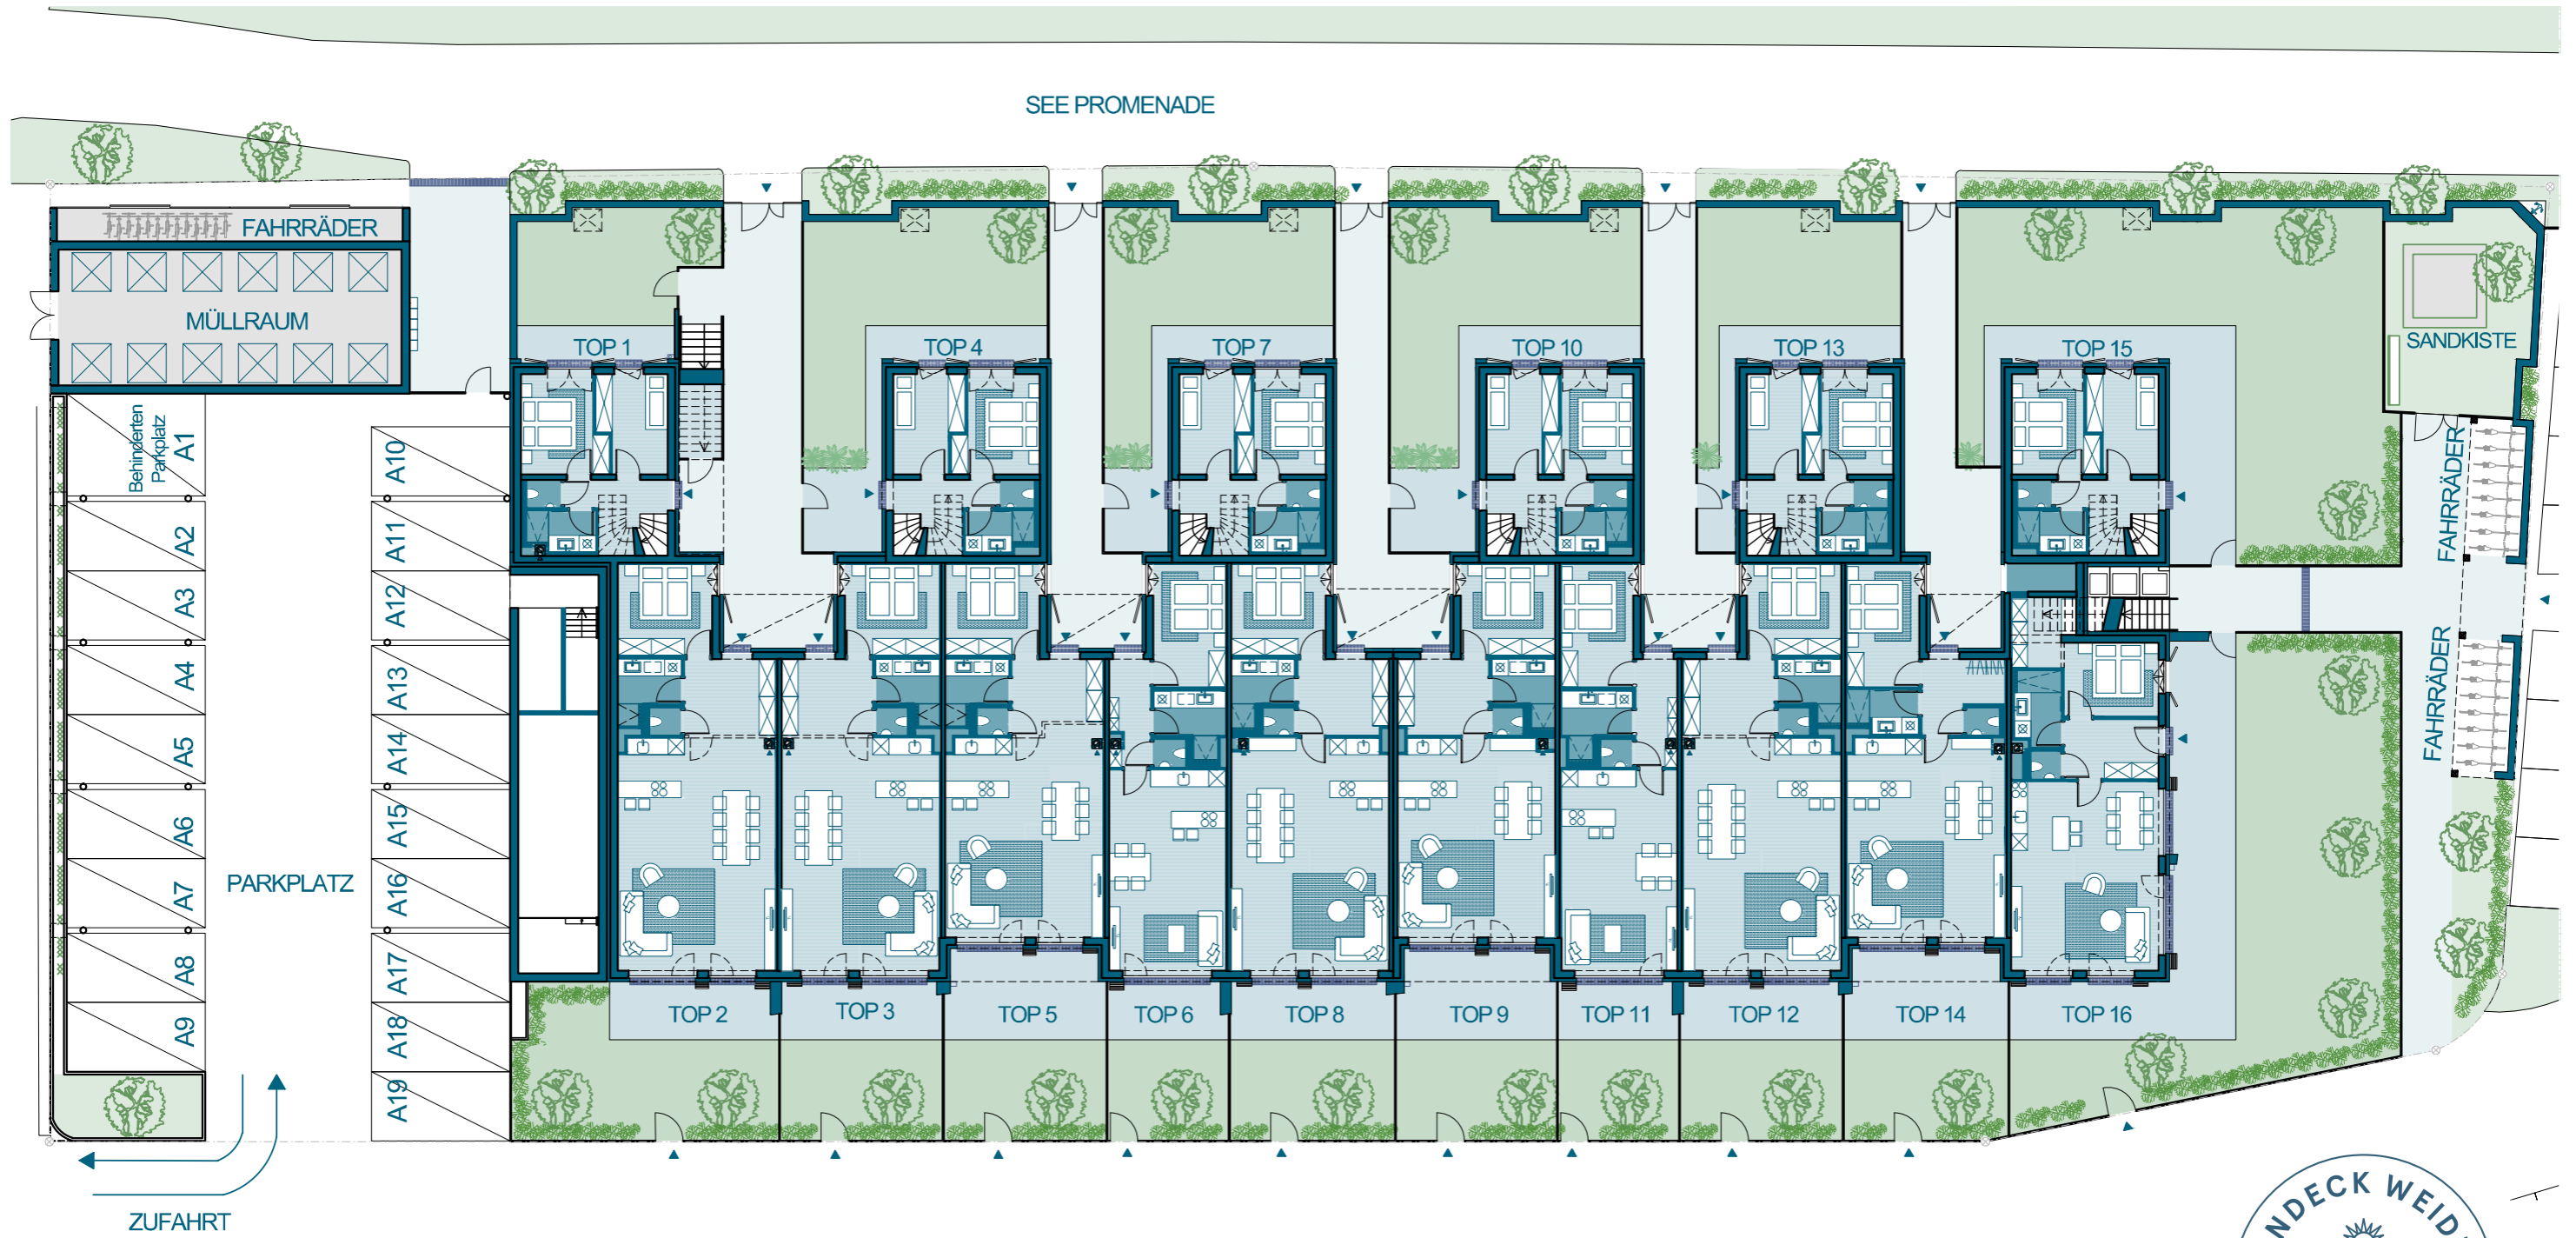 SEE PROMENADE
FAHRRÄDER
MÜLLRAUM
TOP 1
TOP 4
TOP 7
TOP 10
TOP 13
TOP 15
SANDKISTE
Behinderten
Parkplatz
A1
A2
A3
A4
A5
A6
A7
A8
A9
A10
A11
A12
A13
A14
A15
A16
A17
A18
A19
PARKPLATZ
FAHRRÄDER
FAHRRÄDER
TOP 2
TOP 3
TOP 5
TOP 6
TOP 8
TOP 9
TOP 11
TOP 12
TOP 14
TOP 16
ZUFAHRT
NDECK WEID